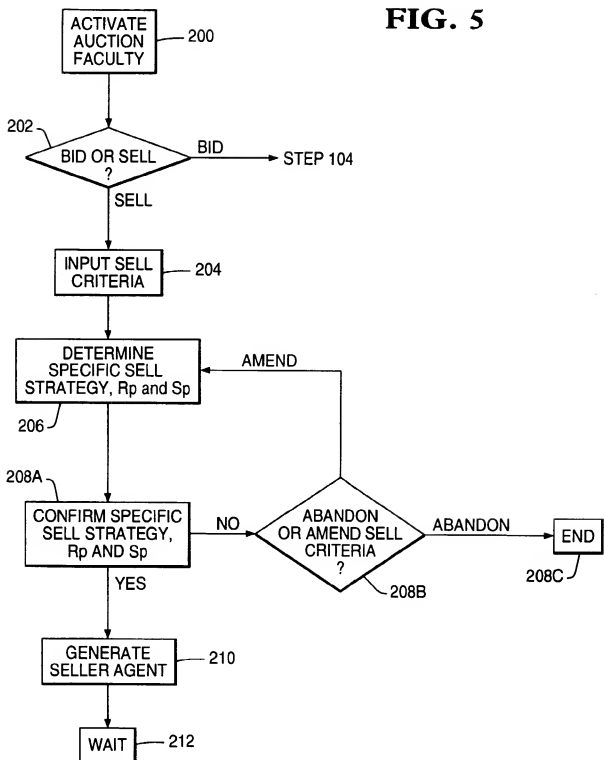 FIG. 5
ACTIVATE
AUCTION
FACULTY
200
202
BID OR SELL
?
BID
STEP 104
SELL
INPUT SELL
CRITERIA
204
DETERMINE
SPECIFIC SELL
STRATEGY, Rp and Sp
206
AMEND
208A
CONFIRM SPECIFIC
SELL STRATEGY,
Rp AND Sp
NO
ABANDON
OR AMEND SELL
CRITERIA
?
208B
ABANDON
END
208C
YES
GENERATE
SELLER AGENT
210
WAIT
212